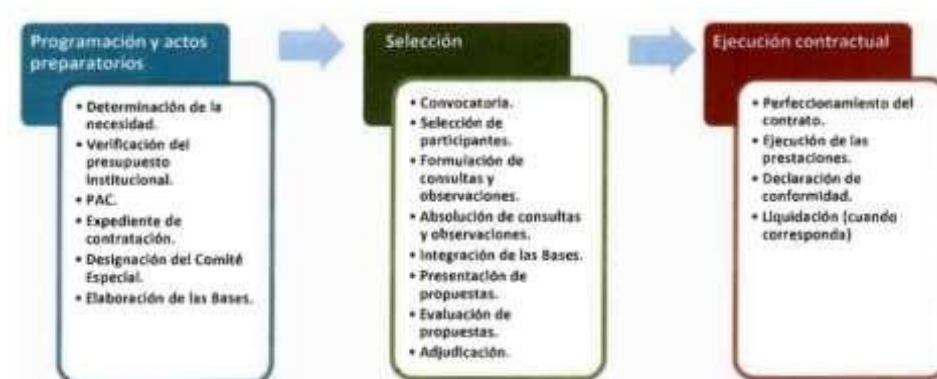 Programación y actos
preparatorios
• Determinación de la
necesidad.
• Verificación del
presupuesto
institucional.
• PAC.
• Expediente de
contratación.
• Designación del Comité
Especial.
• Elaboración de las Bases.
Selección
• Convocatoria.
• Selección de
participantes.
• Formulación de
consultas y
observaciones.
• Absolución de consultas
y observaciones.
• Integración de las Bases.
• Presentación de
propuestas.
• Evaluación de
propuestas.
• Adjudicación.
Ejecución contractual
• Perfeccionamiento del
contrato.
• Ejecución de las
prestaciones.
• Declaración de
conformidad.
• Liquidación (cuando
corresponda)